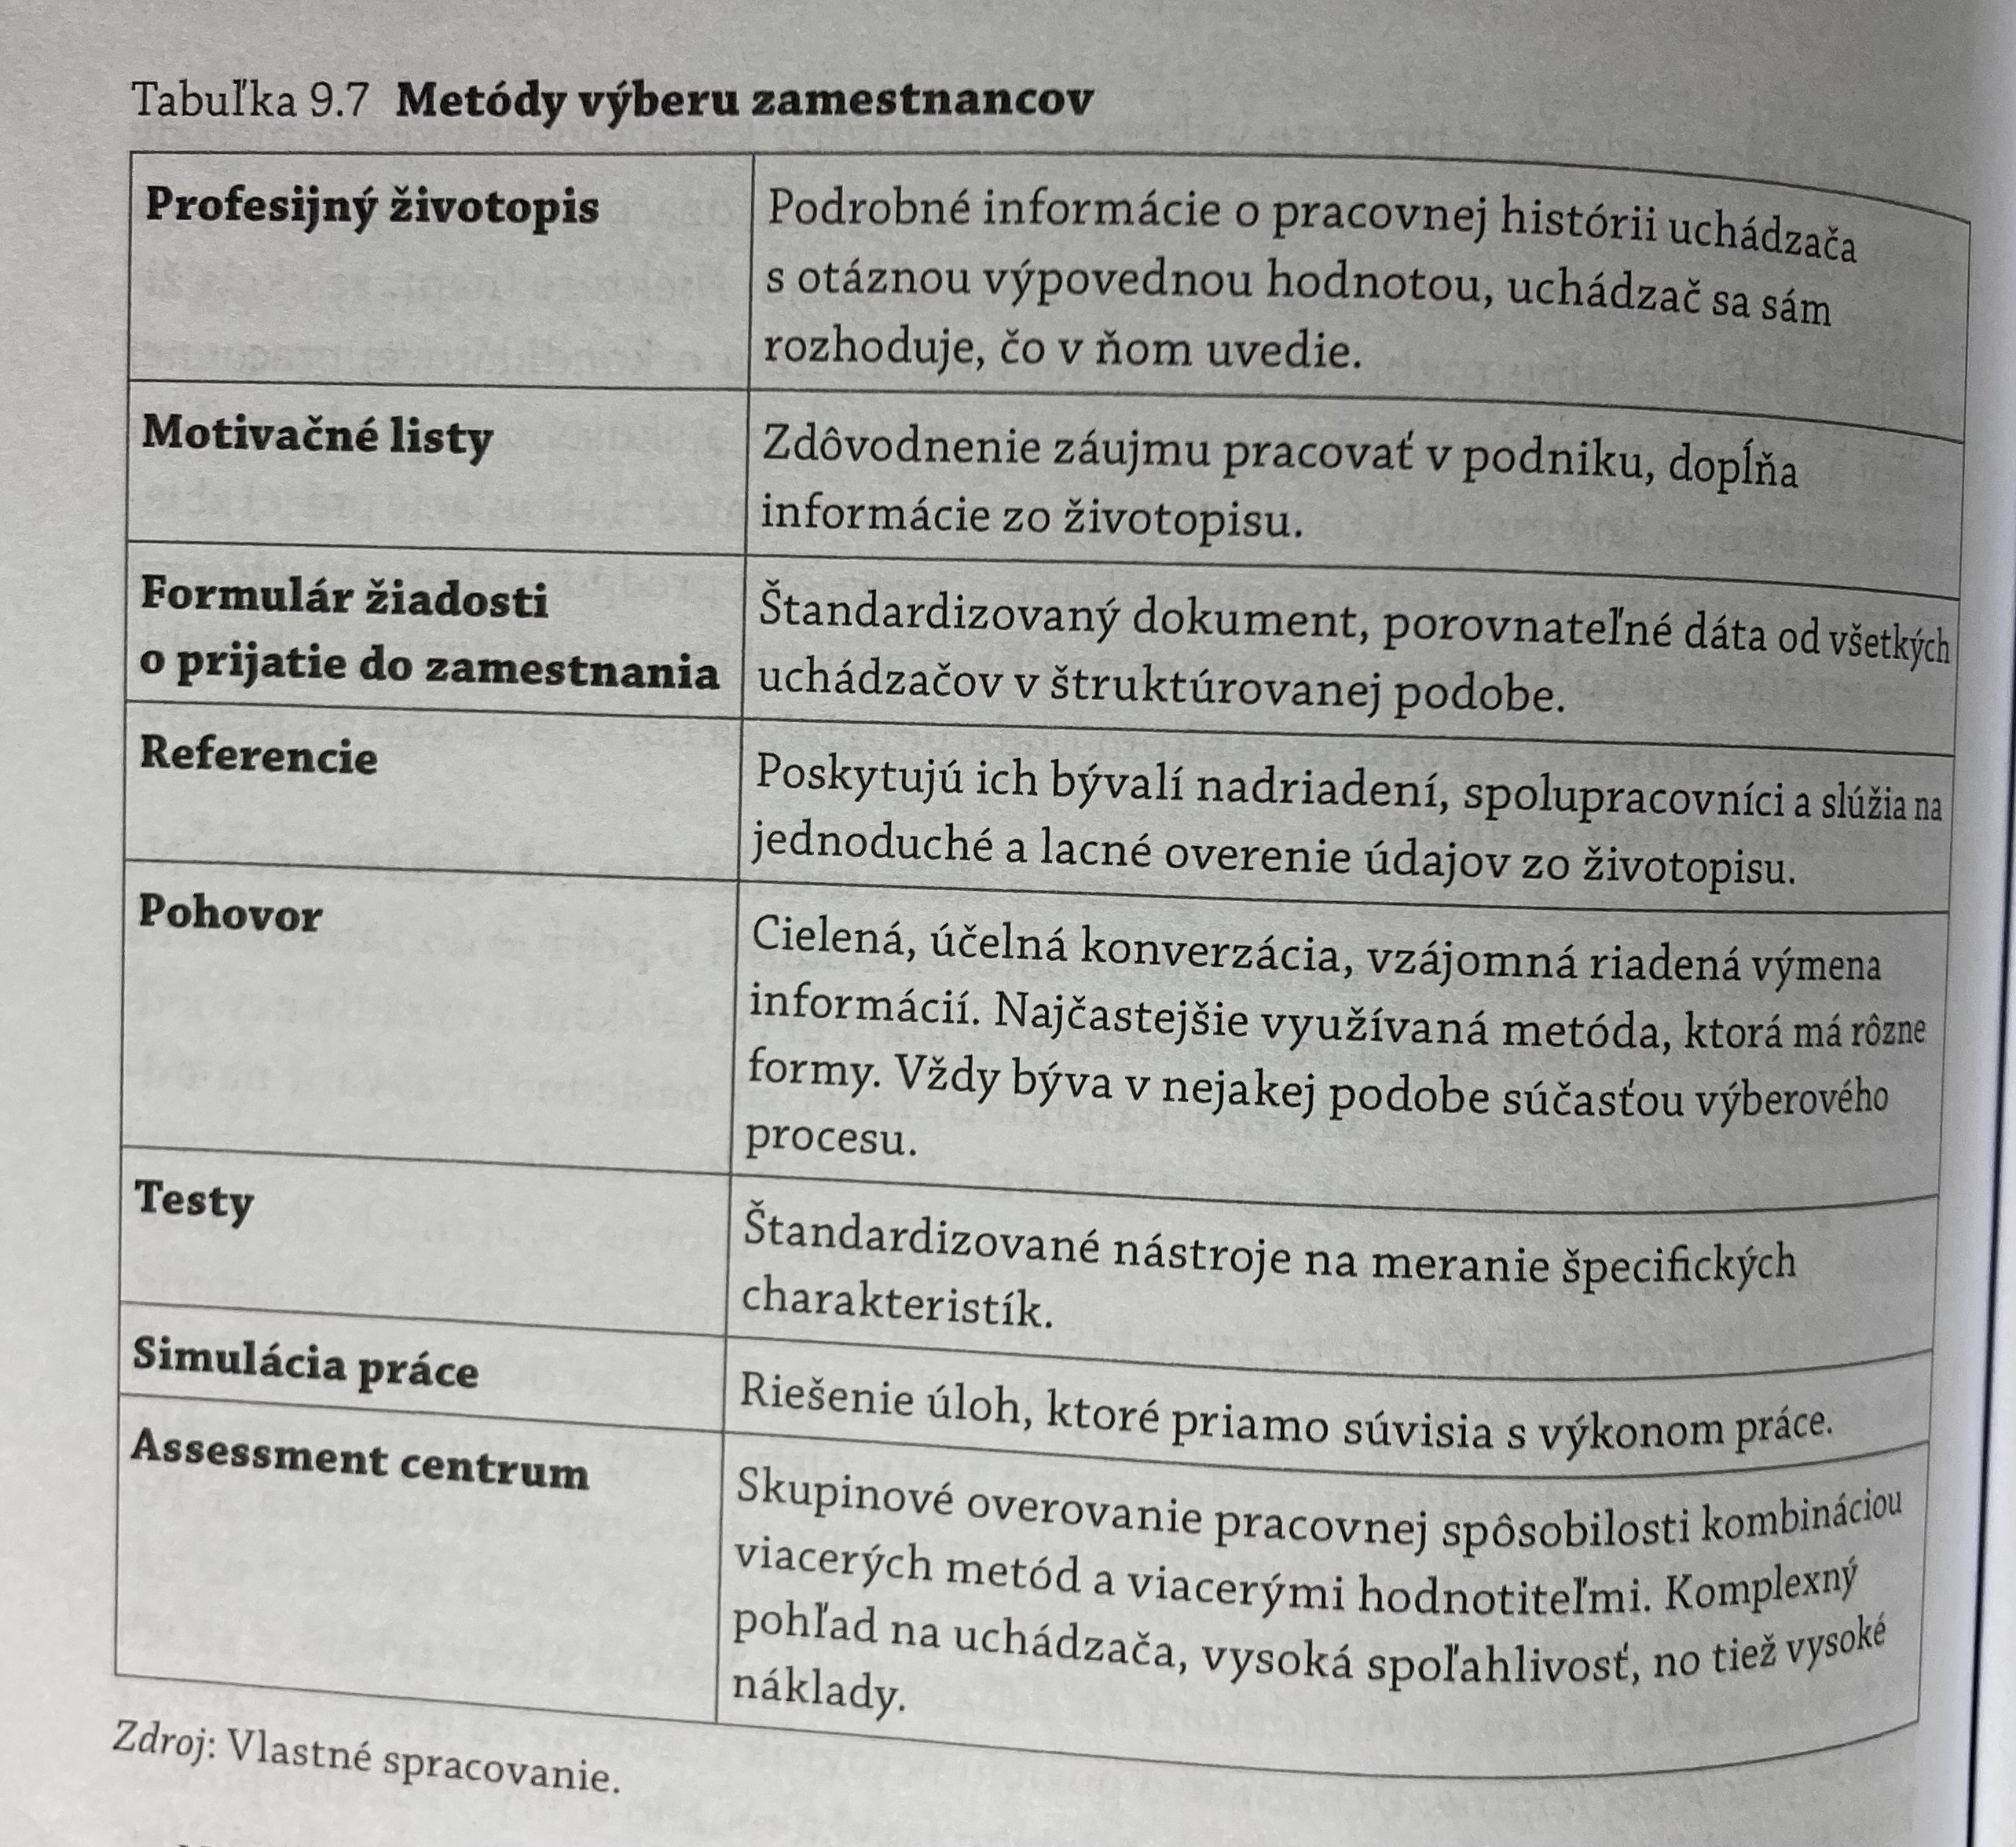 Tabuľka 9.7 Metódy výberu zamestnancov
Profesijný životopis
Podrobné informácie o pracovnej histórii uchádzača
s otáznou výpovednou hodnotou, uchádzač sa sám
rozhoduje, čo v ňom uvedie.
Motivačné listy
Zdôvodnenie záujmu pracovať v podniku, dopĺňa
informácie zo životopisu.
Formulár žiadosti
o prijatie do zamestnania
Štandardizovaný dokument, porovnateľné dáta od všetkých
uchádzačov v štruktúrovanej podobe.
Referencie
Poskytujú ich bývalí nadriadení, spolupracovníci a slúžia na
jednoduché a lacné overenie údajov zo životopisu.
Pohovor
Cielená, účelná konverzácia, vzájomná riadená výmena
informácií. Najčastejšie využívaná metóda, ktorá má rôzne
formy. Vždy býva v nejakej podobe súčasťou výberového
procesu.
Testy
Štandardizované nástroje na meranie špecifických
charakteristík.
Simulácia práce
Riešenie úloh, ktoré priamo súvisia s výkonom práce.
Assessment centrum
Skupinové overovanie pracovnej spôsobilosti kombináciou
viacerých metód a viacerými hodnotiteľmi. Komplexný
pohľad na uchádzača, vysoká spoľahlivosť, no tiež vysoké
náklady.
Zdroj: Vlastné spracovanie.